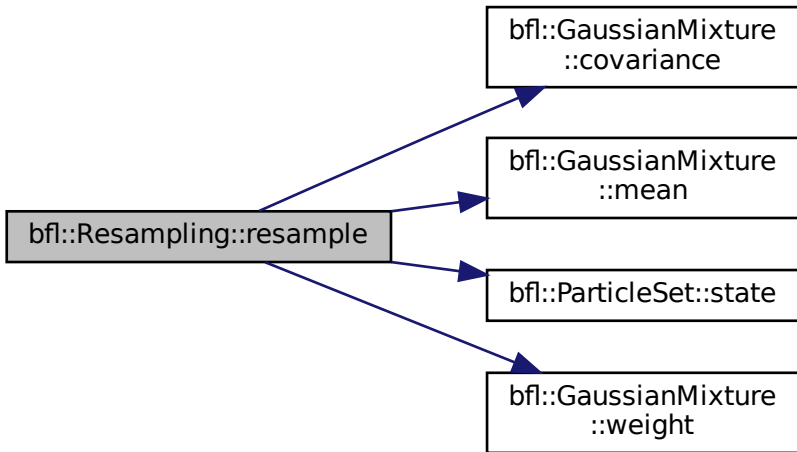 bfl::GaussianMixture
::covariance
bfl::GaussianMixture
::mean
bfl::Resampling::resample
bfl::ParticleSet::state
bfl::GaussianMixture
::weight